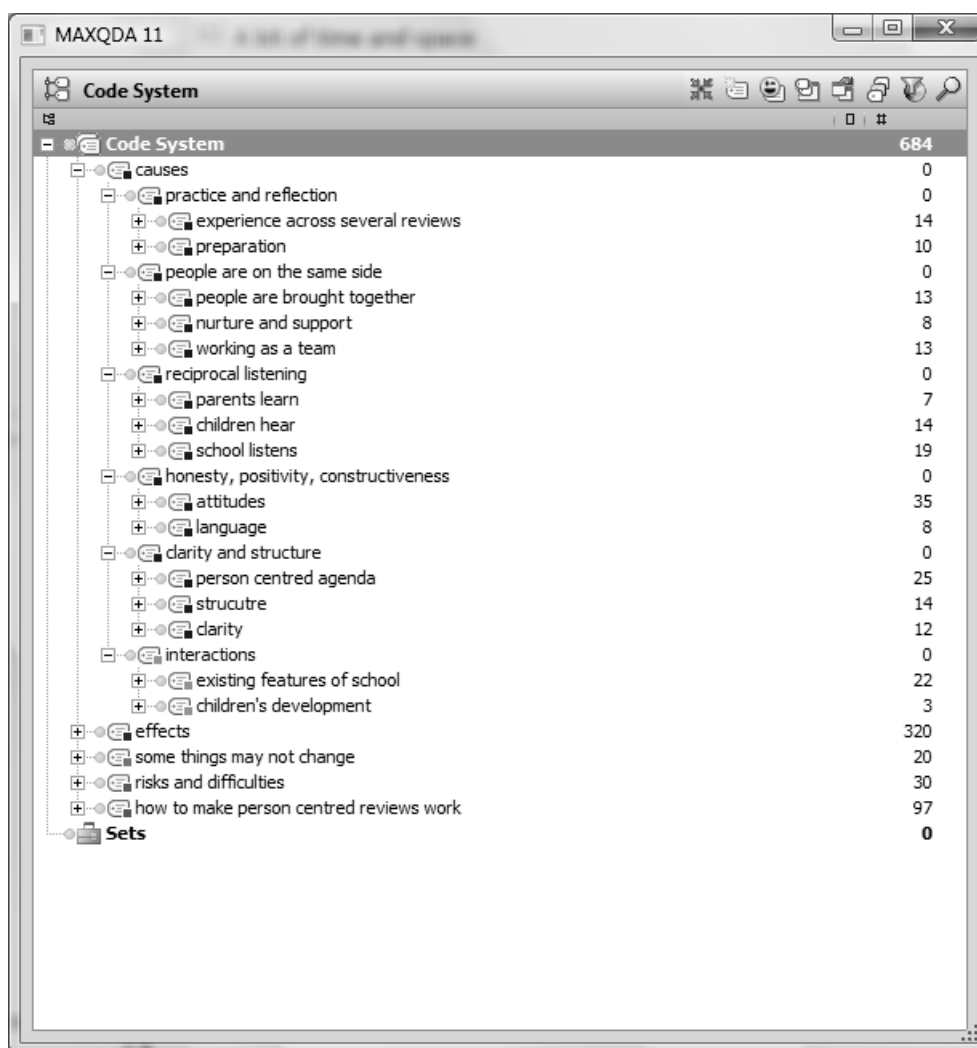 MAXQDA 11 A bit of time and space
Code System
#
Code System 684
causes 0
practice and reflection 0
experience across several reviews 14
preparation 10
people are on the same side 0
people are brought together 13
nurture and support 8
working as a team 13
reciprocal listening 0
parents learn 7
children hear 14
school listens 19
honesty, positivity, constructiveness 0
attitudes 35
language 8
clarity and structure 0
person centred agenda 25
strucutre 14
clarity 12
interactions 0
existing features of school 22
children's development 3
effects 320
some things may not change 20
risks and difficulties 30
how to make person centred reviews work 97
Sets 0